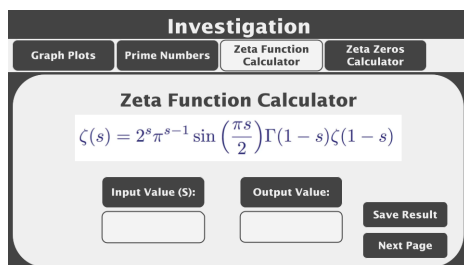 Investigation
Graph Plots
Prime Numbers
Zeta Function
Calculator
Zeta Zeros
Calculator
Zeta Function Calculator
ζ(s) = 2^s π^{s−1} sin(πs/2) Γ(1 − s)ζ(1 − s)
Input Value (S):
Output Value:
Save Result
Next Page